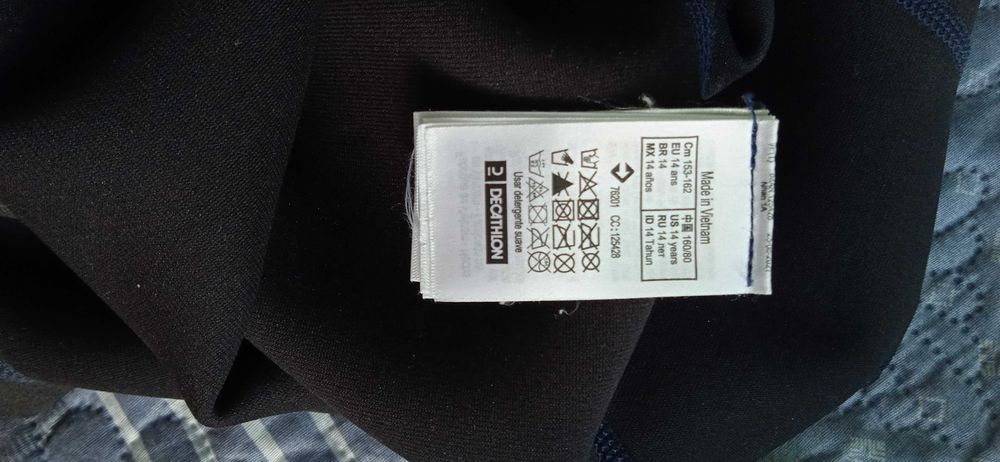 Made in Vietnam
Cm 153-162 中国 160/80
EU 14 ans US 14 years
BR 14 RU 14 лет
MX 14 años ID 14 Tahun
76201 CC: 125428
Usar detergente suave
DECATHLON